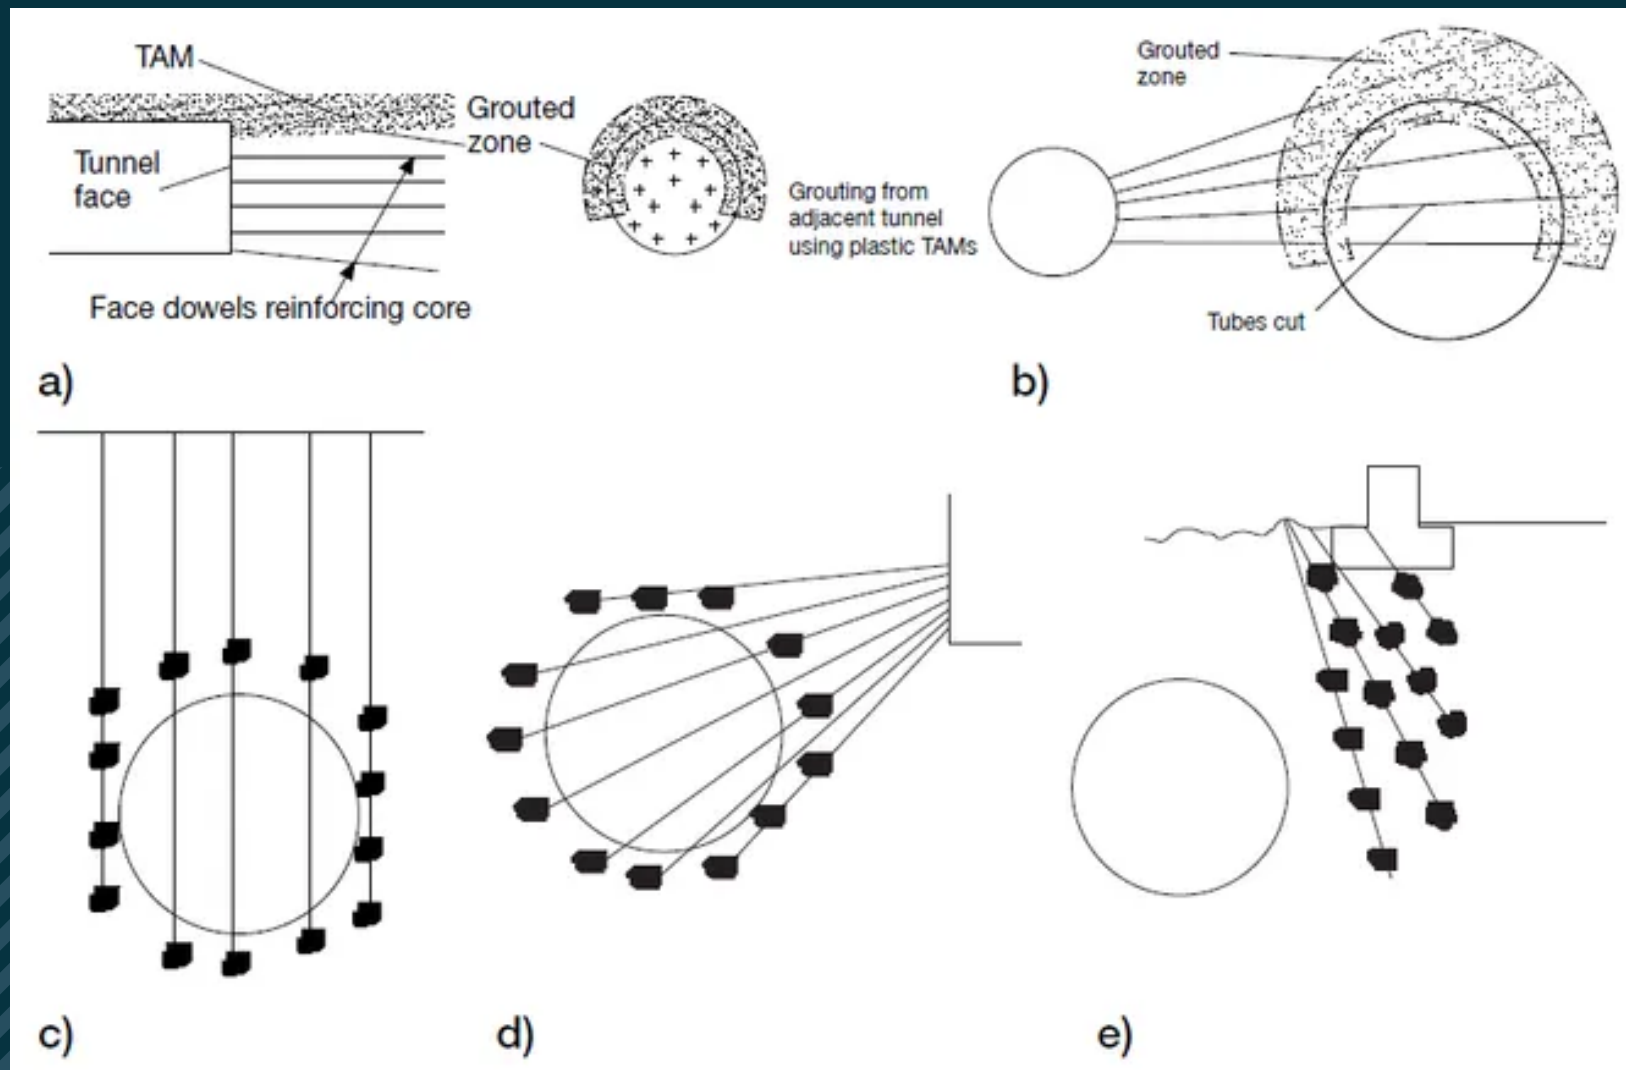 TAM
Grouted
zone
Tunnel
face
Face dowels reinforcing core
a)
Grouting from
adjacent tunnel
using plastic TAMs
Grouted
zone
Tubes cut
b)
c)
d)
e)